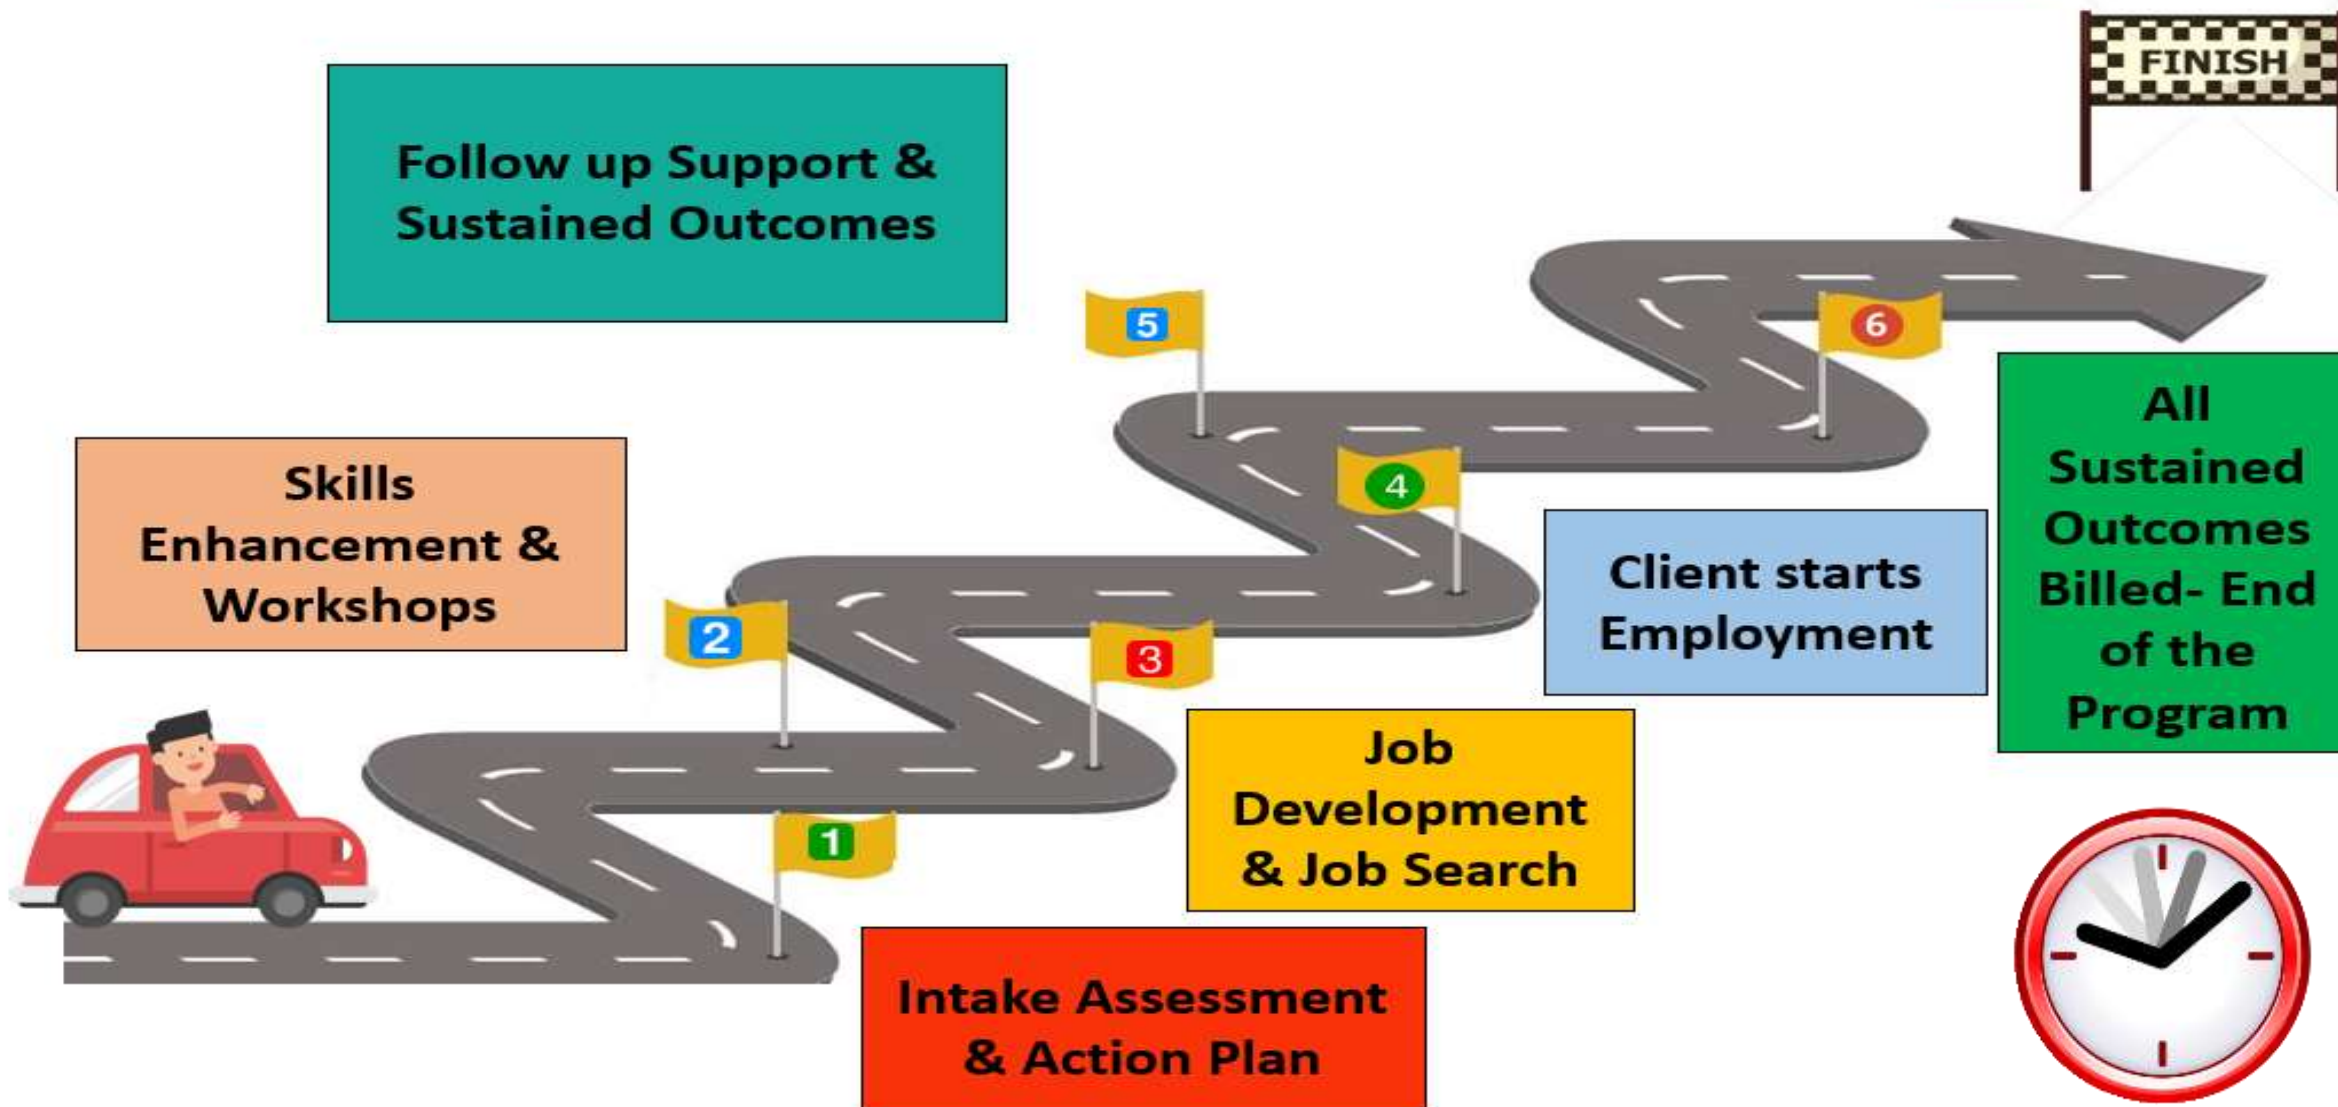 FINISH
Follow up Support &
Sustained Outcomes
5
6
All
Sustained
Outcomes
Billed- End
of the
Program
4
Skills
Enhancement &
Workshops
Client starts
Employment
2
3
Job
Development
& Job Search
1
Intake Assessment
& Action Plan